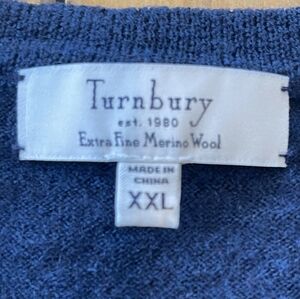 Turnbury
est. 1980
Extra Fine Merino Wool
MADE IN
CHINA
XXL